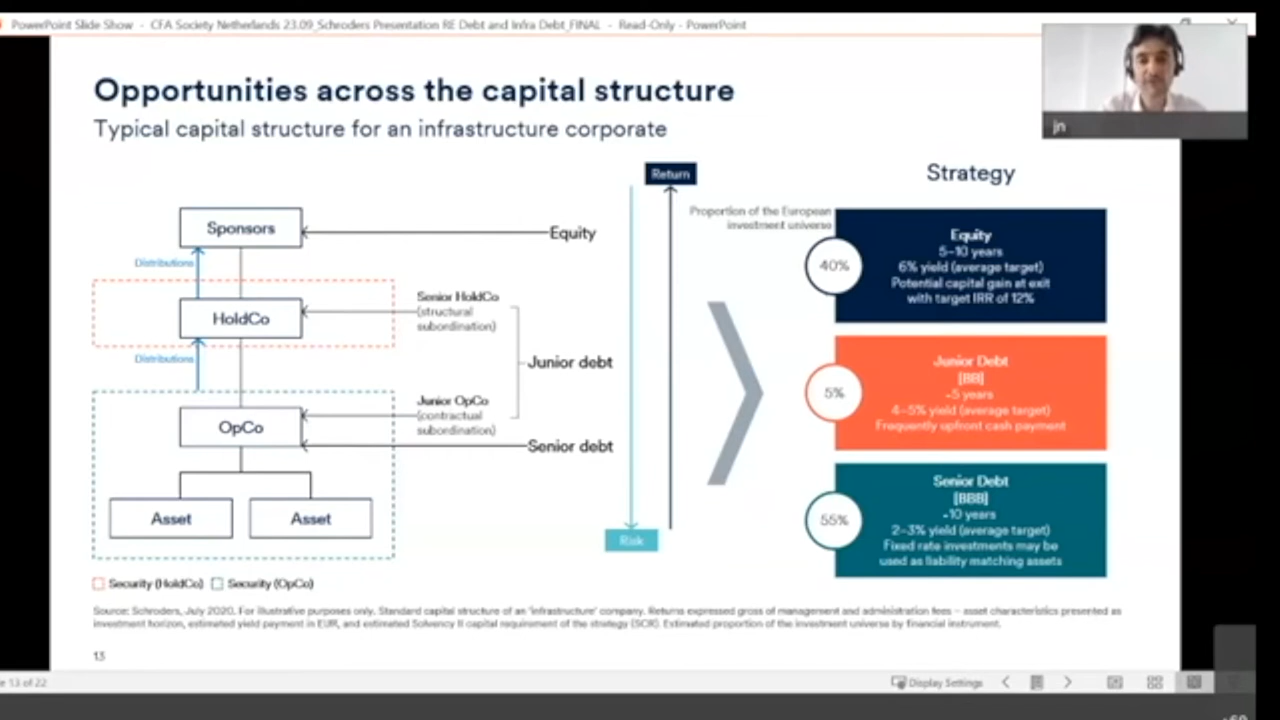 PowerPoint Slide Show - CFA Society Netherlands 23.09_Schroders Presentation RE Debt and Infra Debt_FINAL - Read-Only - PowerPoint
jn
Opportunities across the capital structure
Typical capital structure for an infrastructure corporate
Sponsors
Distributions
HoldCo
Distributions
OpCo
Asset
Asset
Equity
Senior HoldCo
(structural
subordination)
Junior debt
Junior OpCo
(contractual
subordination)
Senior debt
Return
Risk
Strategy
Proportion of the European
investment universe
40%
Equity
5–10 years
6% yield (average target)
Potential capital gain at exit
with target IRR of 12%
5%
Junior Debt
[BB]
~5 years
4–5% yield (average target)
Frequently upfront cash payment
55%
Senior Debt
[BBB]
~10 years
2–3% yield (average target)
Fixed rate investments may be
used as liability matching assets
Security (HoldCo) Security (OpCo)
Source: Schroders, July 2020. For illustrative purposes only. Standard capital structure of an 'infrastructure' company. Returns expressed gross of management and administration fees – asset characteristics presented as
investment horizon, estimated yield payment in EUR, and estimated Solvency II capital requirement of the strategy (SCR). Estimated proportion of the investment universe by financial instrument.
13
e 13 of 22
Display Settings